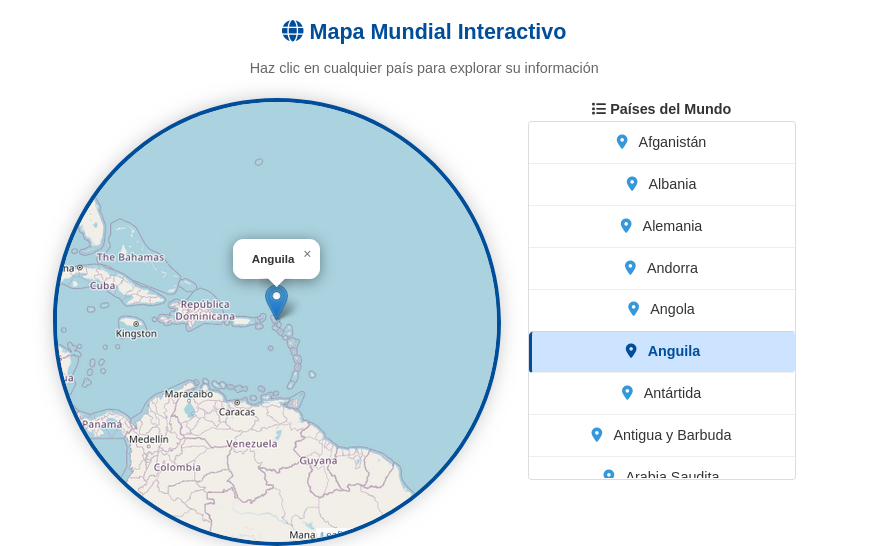 Mapa Mundial Interactivo
Haz clic en cualquier país para explorar su información
Países del Mundo
Afganistán
Albania
Alemania
Andorra
Angola
Anguila
Antártida
Antigua y Barbuda
Arabia Saudita
Anguila ×
The Bahamas
na
Cuba
República
Dominicana
Kingston
ua
Maracaibo
Caracas
Panamá
Medellín
Venezuela
Guyana
Colombia
Mana